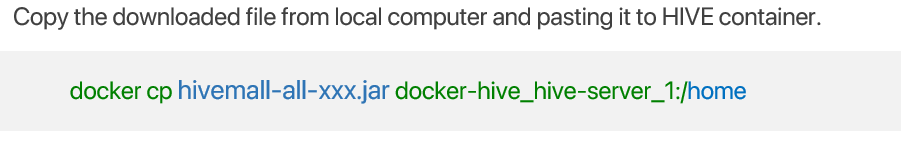 Copy the downloaded file from local computer and pasting it to HIVE container.
docker cp hivemall-all-xxx.jar docker-hive_hive-server_1:/home